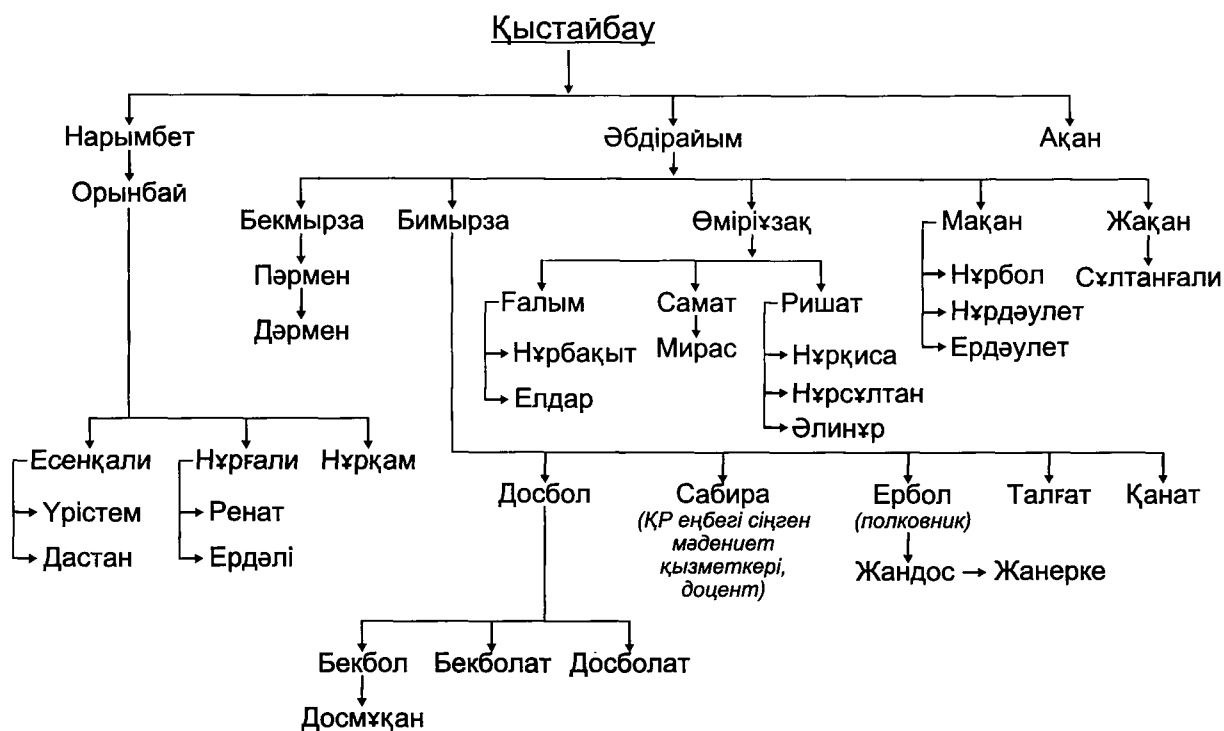 Қыстайбау
Нарымбет Әбдірайым Ақан
Орынбай
Бекмырза Бимырза Өміріұзақ Мақан Жақан
Пәрмен
Дәрмен
Нұрбол
Нұрдәулет
Ердәулет
Сұлтанғали
Ғалым Самат Ришат
Нұрбақыт
Елдар
Мирас
Нұрқиса
Нұрсұлтан
Әлинұр
Есенқали Нұрғали Нұрқам
Үрістем
Дастан
Ренат
Ердәлі
Досбол Сабира Ербол Талғат Қанат
(ҚР еңбегі сіңген
мәдениет
қызметкері,
доцент)
(полковник)
Жандос → Жанерке
Бекбол Бекболат Досболат
Досмұқан